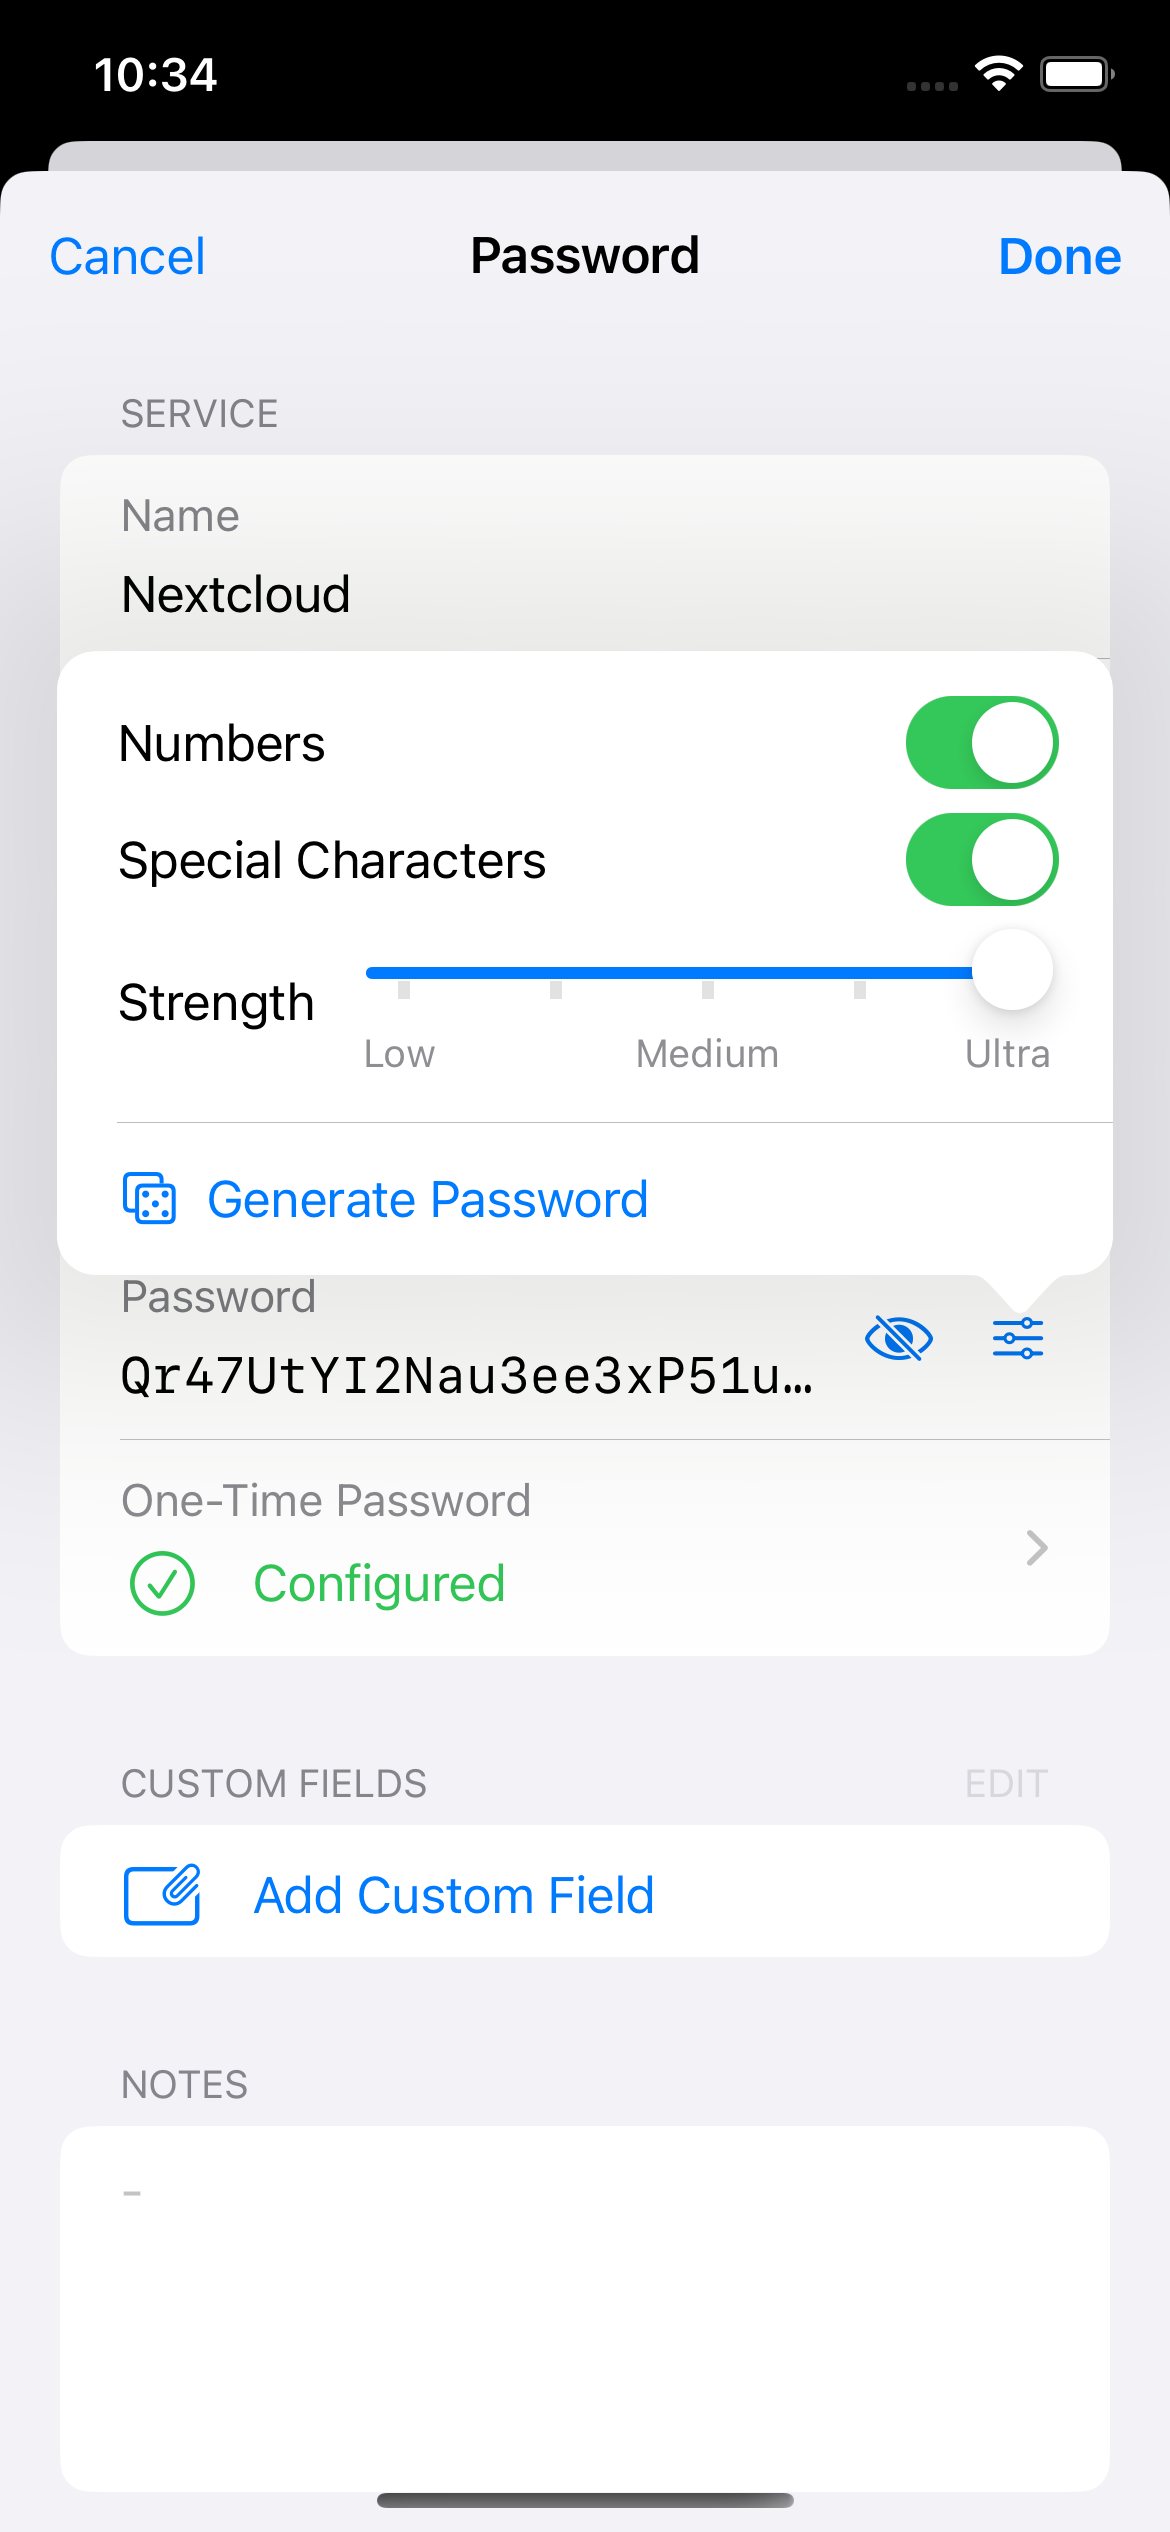 10:34
Cancel
Password
Done
SERVICE
Name
Nextcloud
Numbers
Special Characters
Strength
Low
Medium
Ultra
Generate Password
Password
Qr47UtYI2Nau3ee3xP51u…
One-Time Password
Configured
CUSTOM FIELDS
EDIT
Add Custom Field
NOTES
-